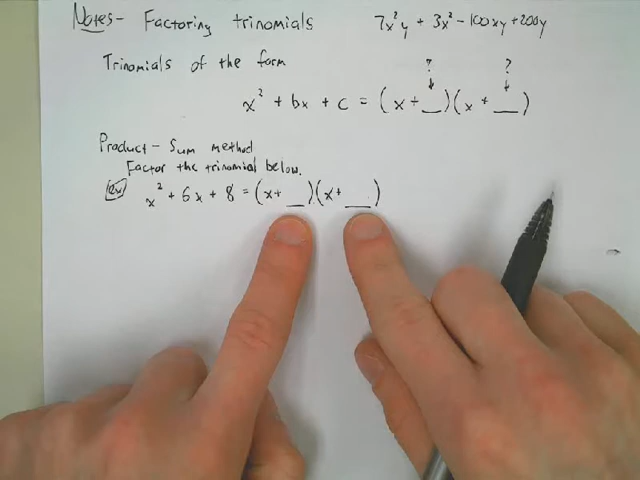 Notes - Factoring trinomials 7x²y + 3x² - 100xy + 200y
Trinomials of the form
? ?
x² + bx + c = (x + __)(x + __)
Product - Sum method
Factor the trinomial below.
ex x² + 6x + 8 = (x + __)(x + __)